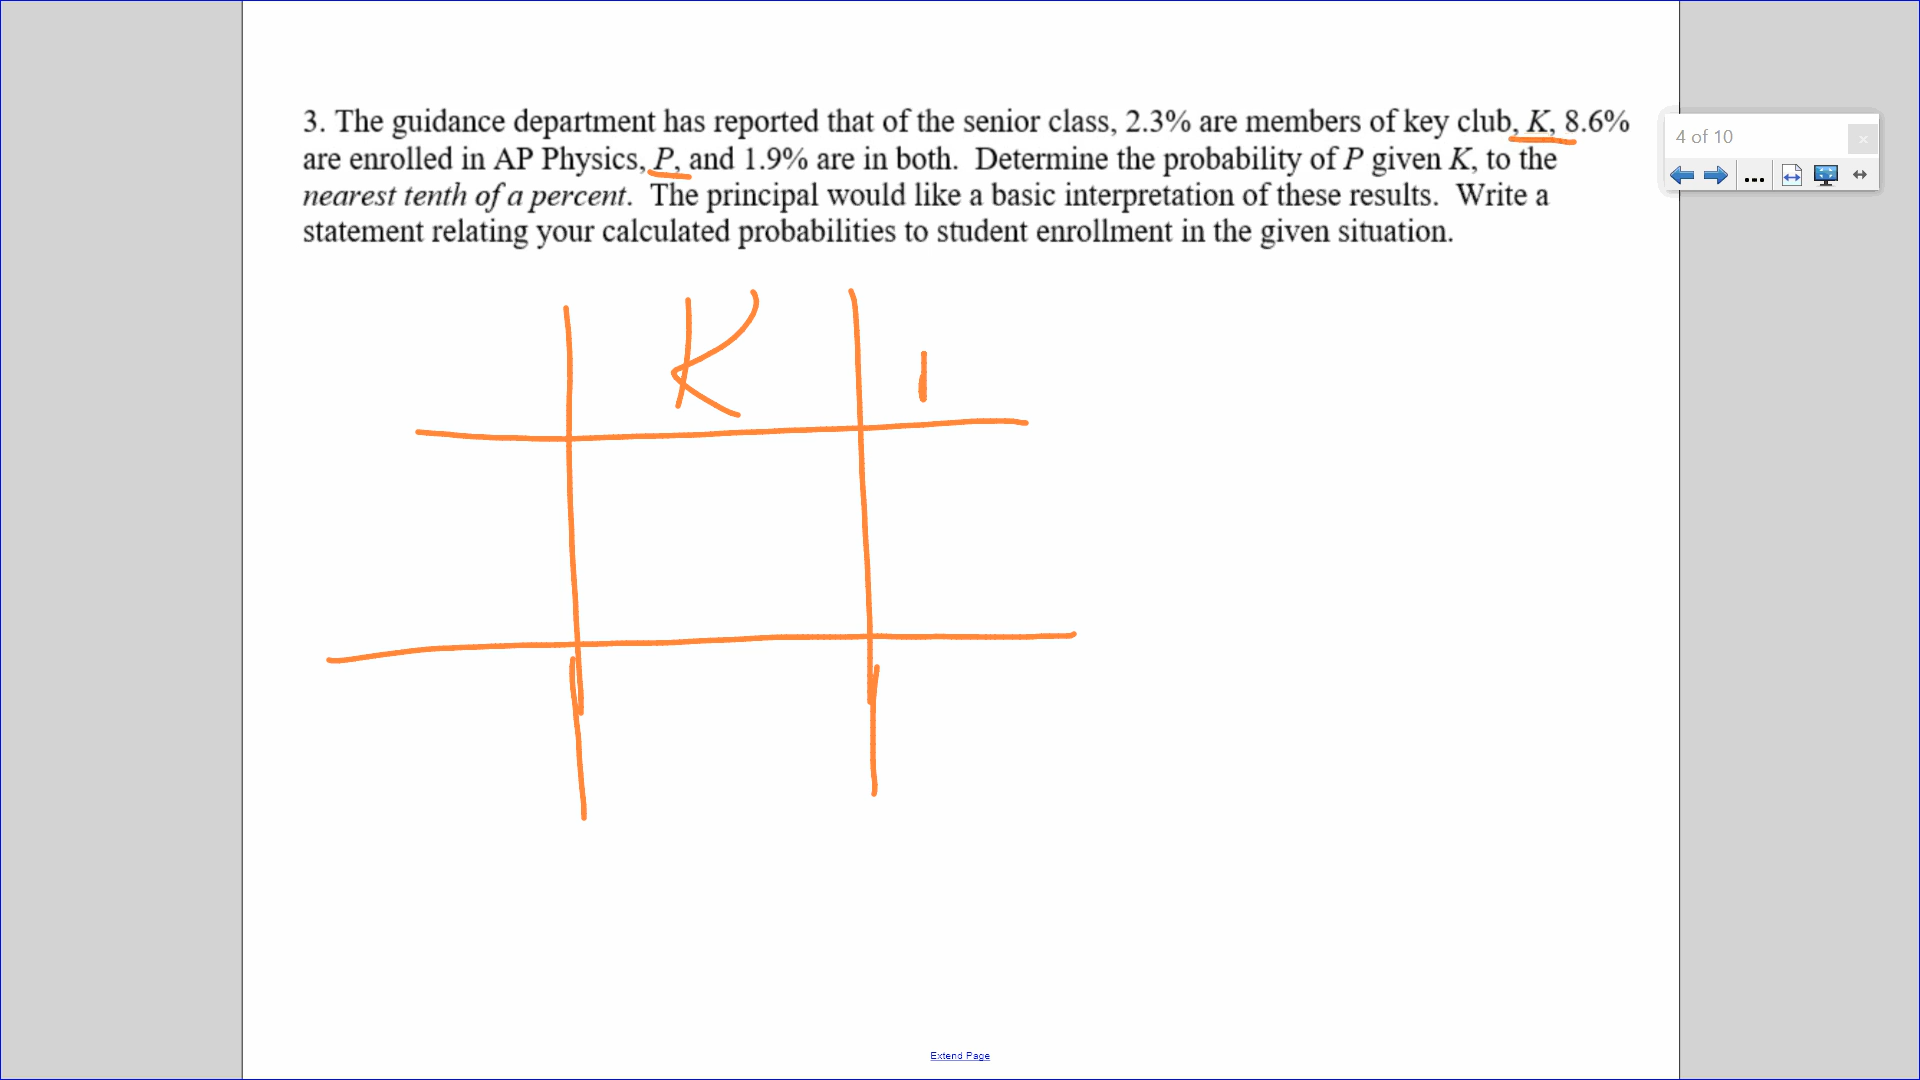 3. The guidance department has reported that of the senior class, 2.3% are members of key club, K, 8.6%
are enrolled in AP Physics, P, and 1.9% are in both.  Determine the probability of P given K, to the
nearest tenth of a percent.  The principal would like a basic interpretation of these results.  Write a
statement relating your calculated probabilities to student enrollment in the given situation.
4 of 10
...
K
Extend Page